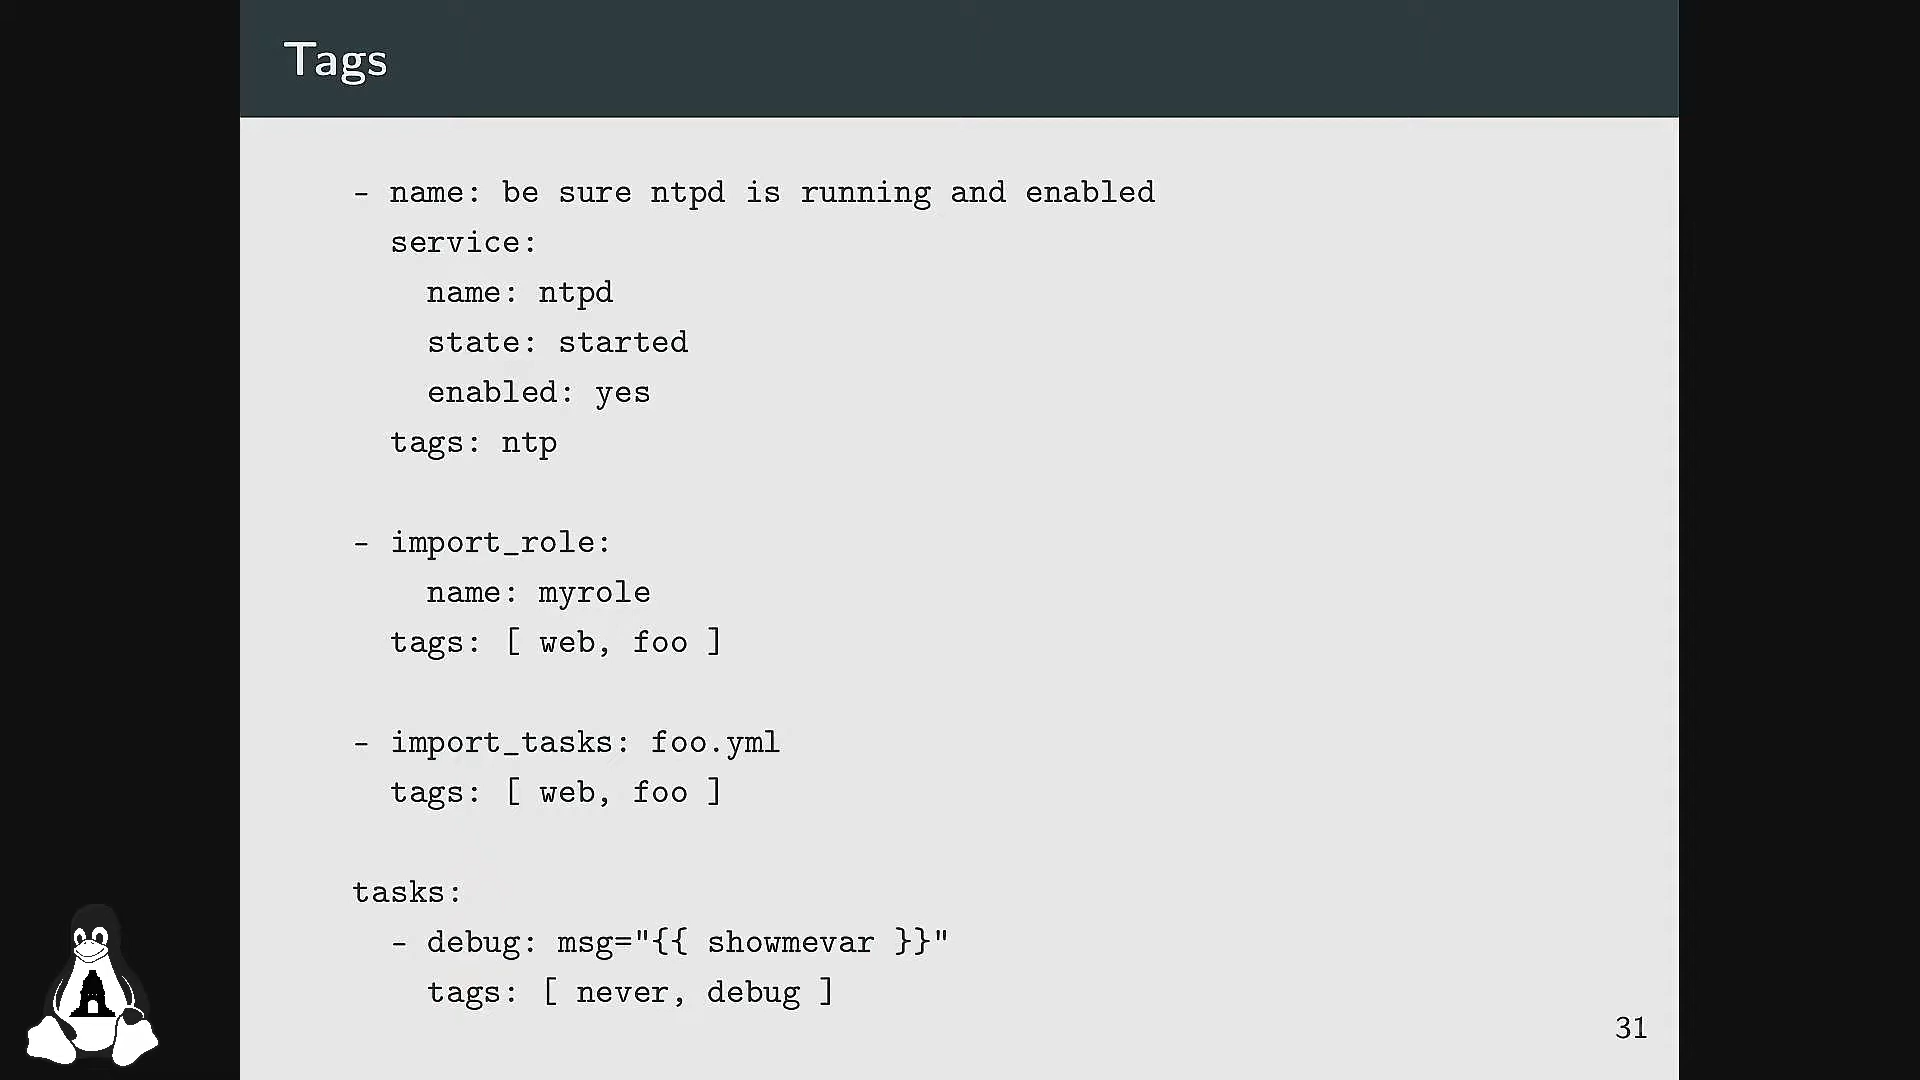 Tags
- name: be sure ntpd is running and enabled
  service:
    name: ntpd
    state: started
    enabled: yes
  tags: ntp
- import_role:
    name: myrole
  tags: [ web, foo ]
- import_tasks: foo.yml
  tags: [ web, foo ]
tasks:
  - debug: msg="{{ showmevar }}"
    tags: [ never, debug ]
31